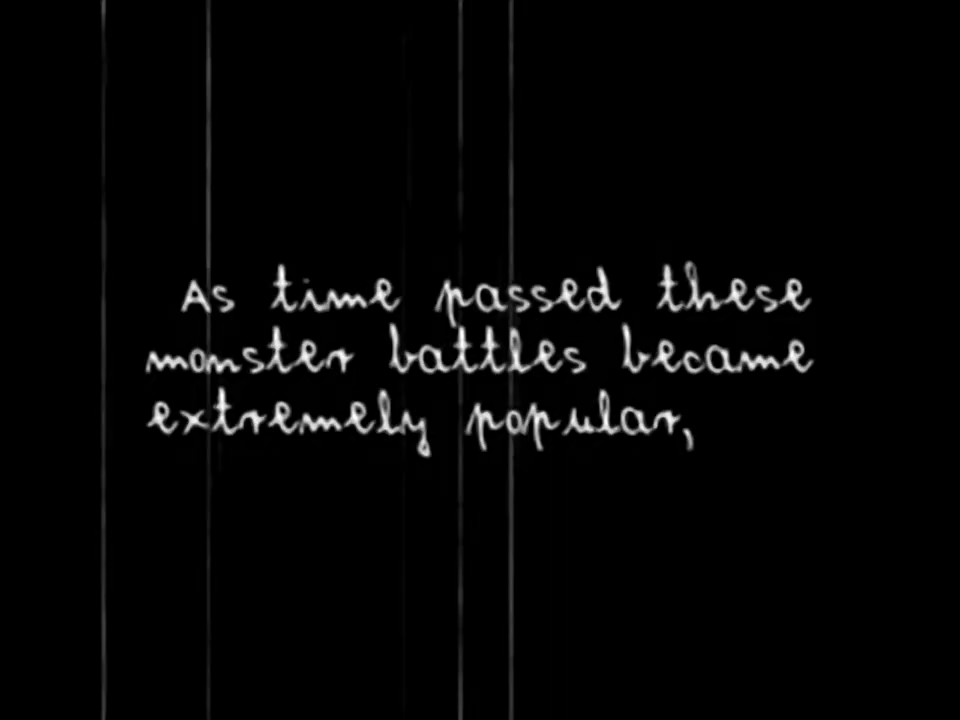 As time passed these
monster battles became
extremely popular,